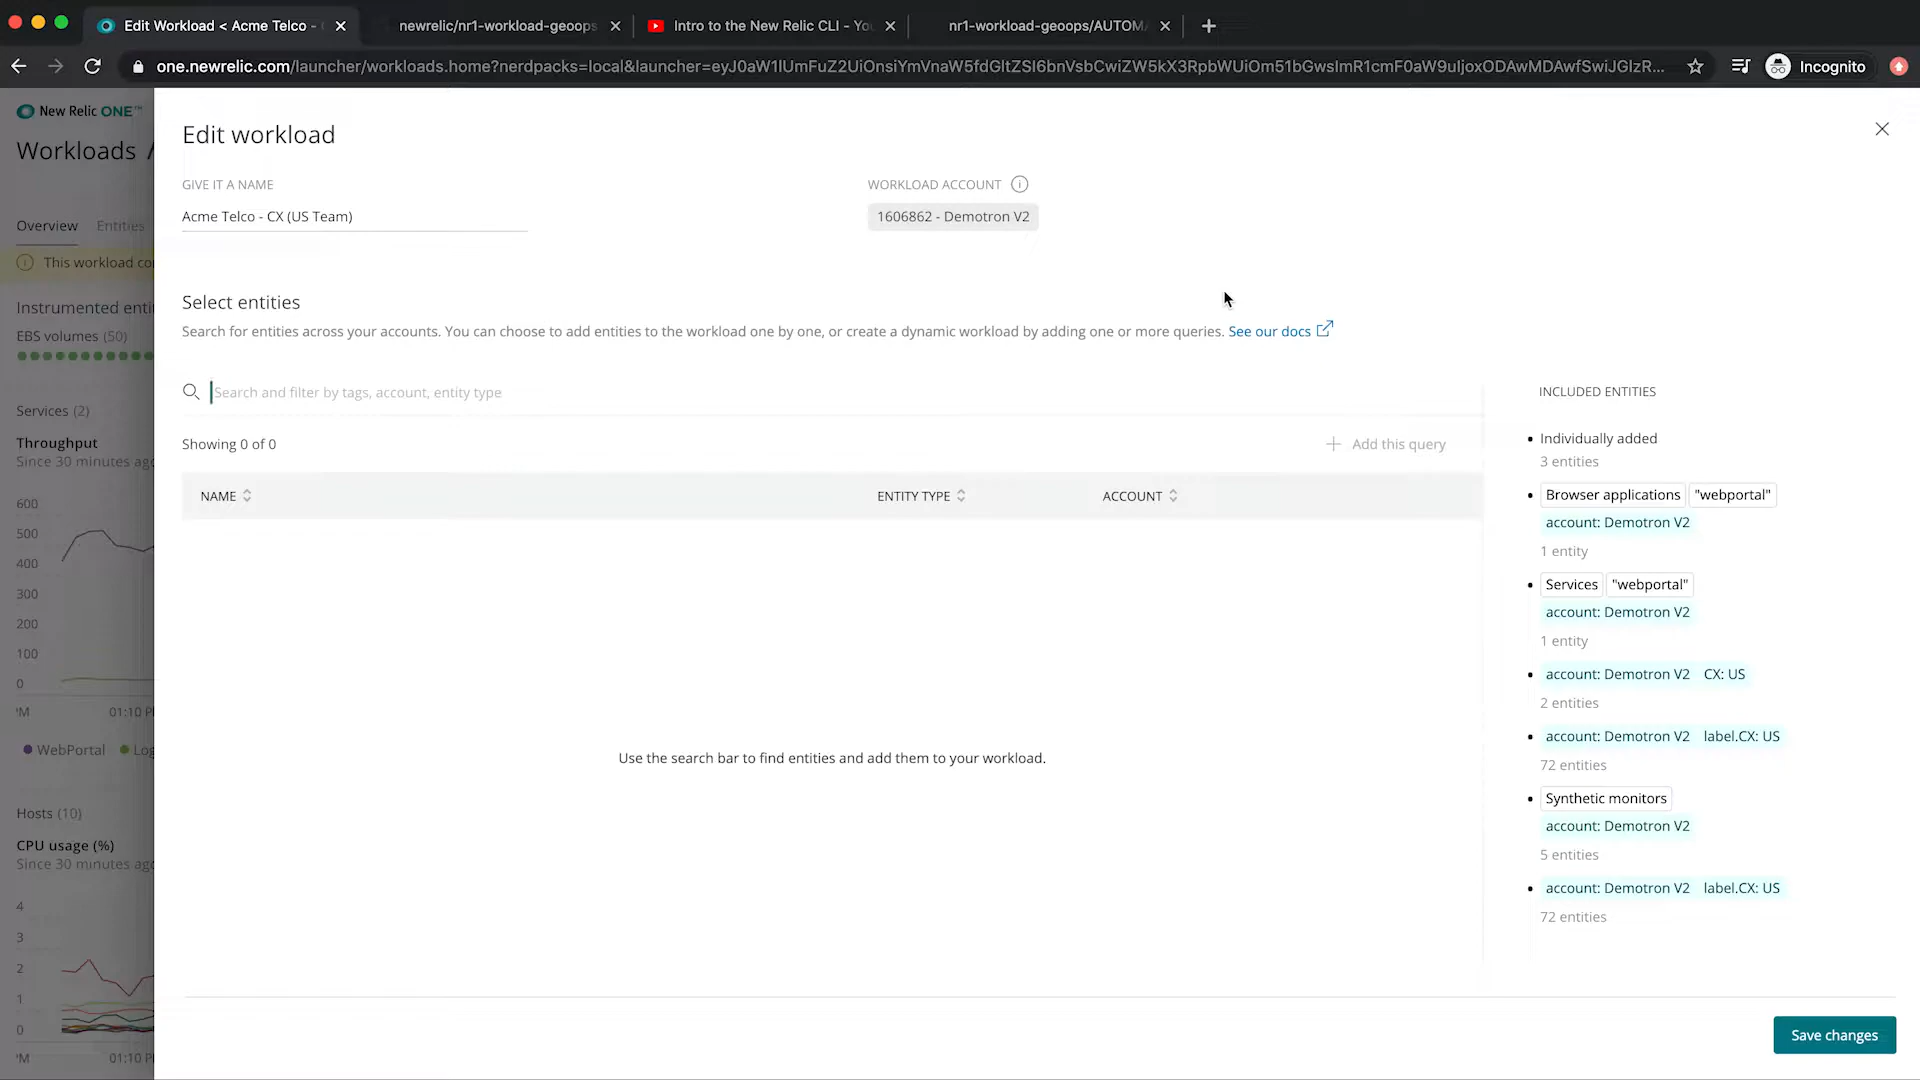 Edit Workload < Acme Telco -
newrelic/nr1-workload-geoops
Intro to the New Relic CLI - You
nr1-workload-geoops/AUTOMA
one.newrelic.com/launcher/workloads.home?nerdpacks=local&launcher=
Incognito
New Relic ONE™
Workloads /
Overview
Entities
This workload co
Instrumented enti
EBS volumes (50)
Services (2)
Throughput
Since 30 minutes ago
600
500
400
300
200
100
0
01:10 P
WebPortal
Log
Hosts (10)
CPU usage (%)
Since 30 minutes ago
4
3
2
1
0
01:10 P
Edit workload
GIVE IT A NAME
Acme Telco - CX (US Team)
WORKLOAD ACCOUNT
1606862 - Demotron V2
Select entities
Search for entities across your accounts. You can choose to add entities to the workload one by one, or create a dynamic workload by adding one or more queries. See our docs
Search and filter by tags, account, entity type
Showing 0 of 0
+ Add this query
NAME
ENTITY TYPE
ACCOUNT
Use the search bar to find entities and add them to your workload.
INCLUDED ENTITIES
• Individually added
3 entities
• Browser applications "webportal"
account: Demotron V2
1 entity
• Services "webportal"
account: Demotron V2
1 entity
• account: Demotron V2 CX: US
2 entities
• account: Demotron V2 label.CX: US
72 entities
• Synthetic monitors
account: Demotron V2
5 entities
• account: Demotron V2 label.CX: US
72 entities
Save changes